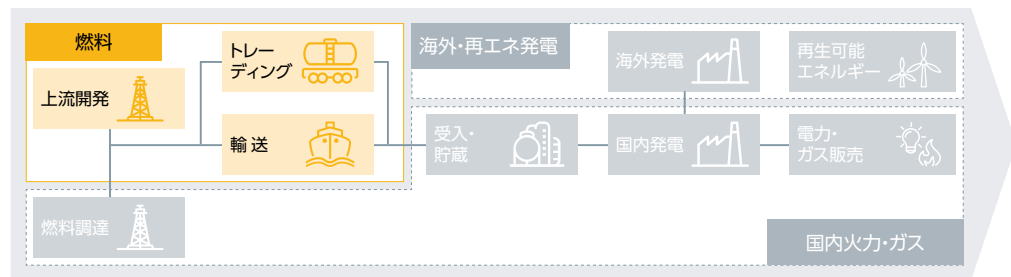 燃料
上流開発
トレー
ディング
輸送
燃料調達
海外・再エネ発電
海外発電
再生可能
エネルギー
受入・
貯蔵
国内発電
電力・
ガス販売
国内火力・ガス